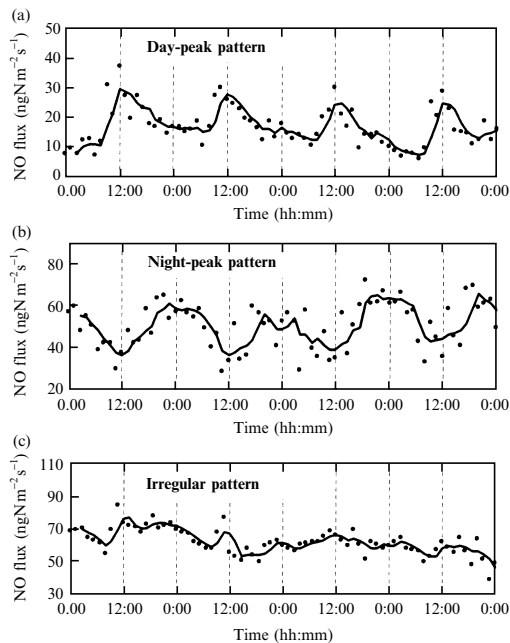 (a)
50
40
30
20
10
0
NO flux (ngN m⁻² s⁻¹)
Day-peak pattern
0.00 12:00 0:00 12:00 0:00 12:00 0:00 12:00 0:00
Time (hh:mm)
(b)
80
60
40
20
NO flux (ngN m⁻² s⁻¹)
Night-peak pattern
0.00 12:00 0:00 12:00 0:00 12:00 0:00 12:00 0:00
Time (hh:mm)
(c)
110
90
70
50
30
NO flux (ngN m⁻² s⁻¹)
Irregular pattern
0:00 12:00 0:00 12:00 0:00 12:00 0:00 12:00 0:00
Time (hh:mm)